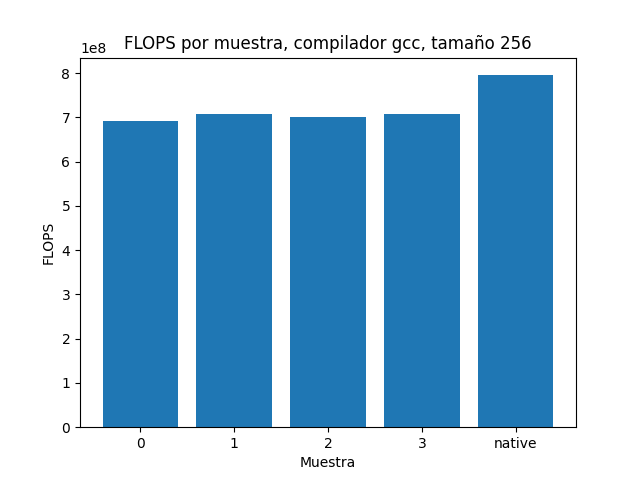 FLOPS por muestra, compilador gcc, tamaño 256
1e8
8
7
6
5
4
3
2
1
0
FLOPS
0 1 2 3 native
Muestra